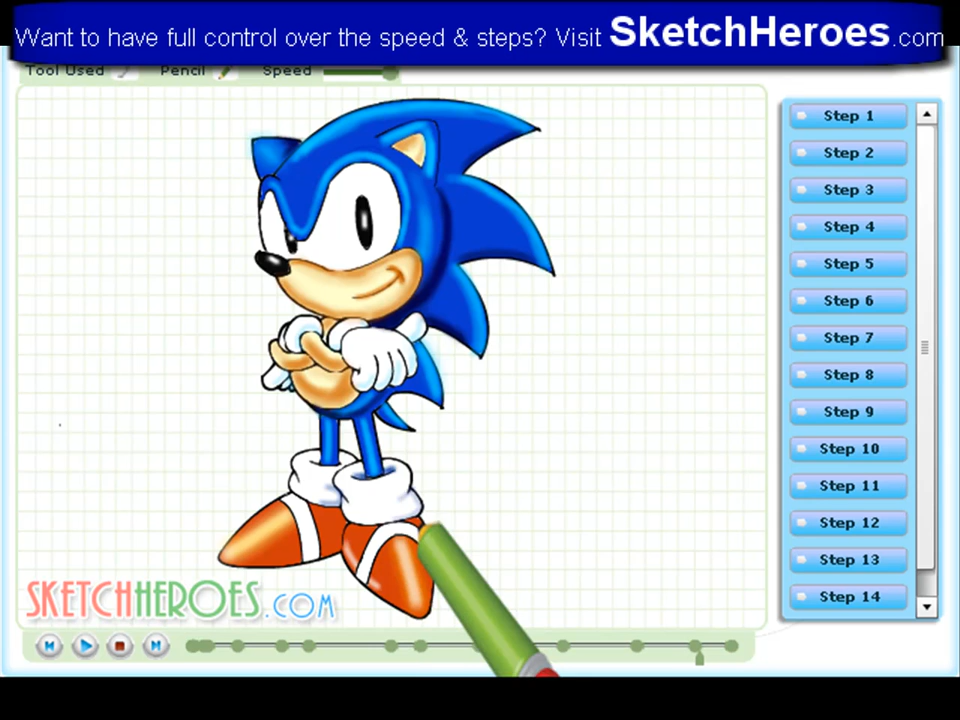 Want to have full control over the speed & steps? Visit SketchHeroes.com
Tool Used Pencil Speed
Step 1
Step 2
Step 3
Step 4
Step 5
Step 6
Step 7
Step 8
Step 9
Step 10
Step 11
Step 12
Step 13
Step 14
SKETCHHEROES.COM